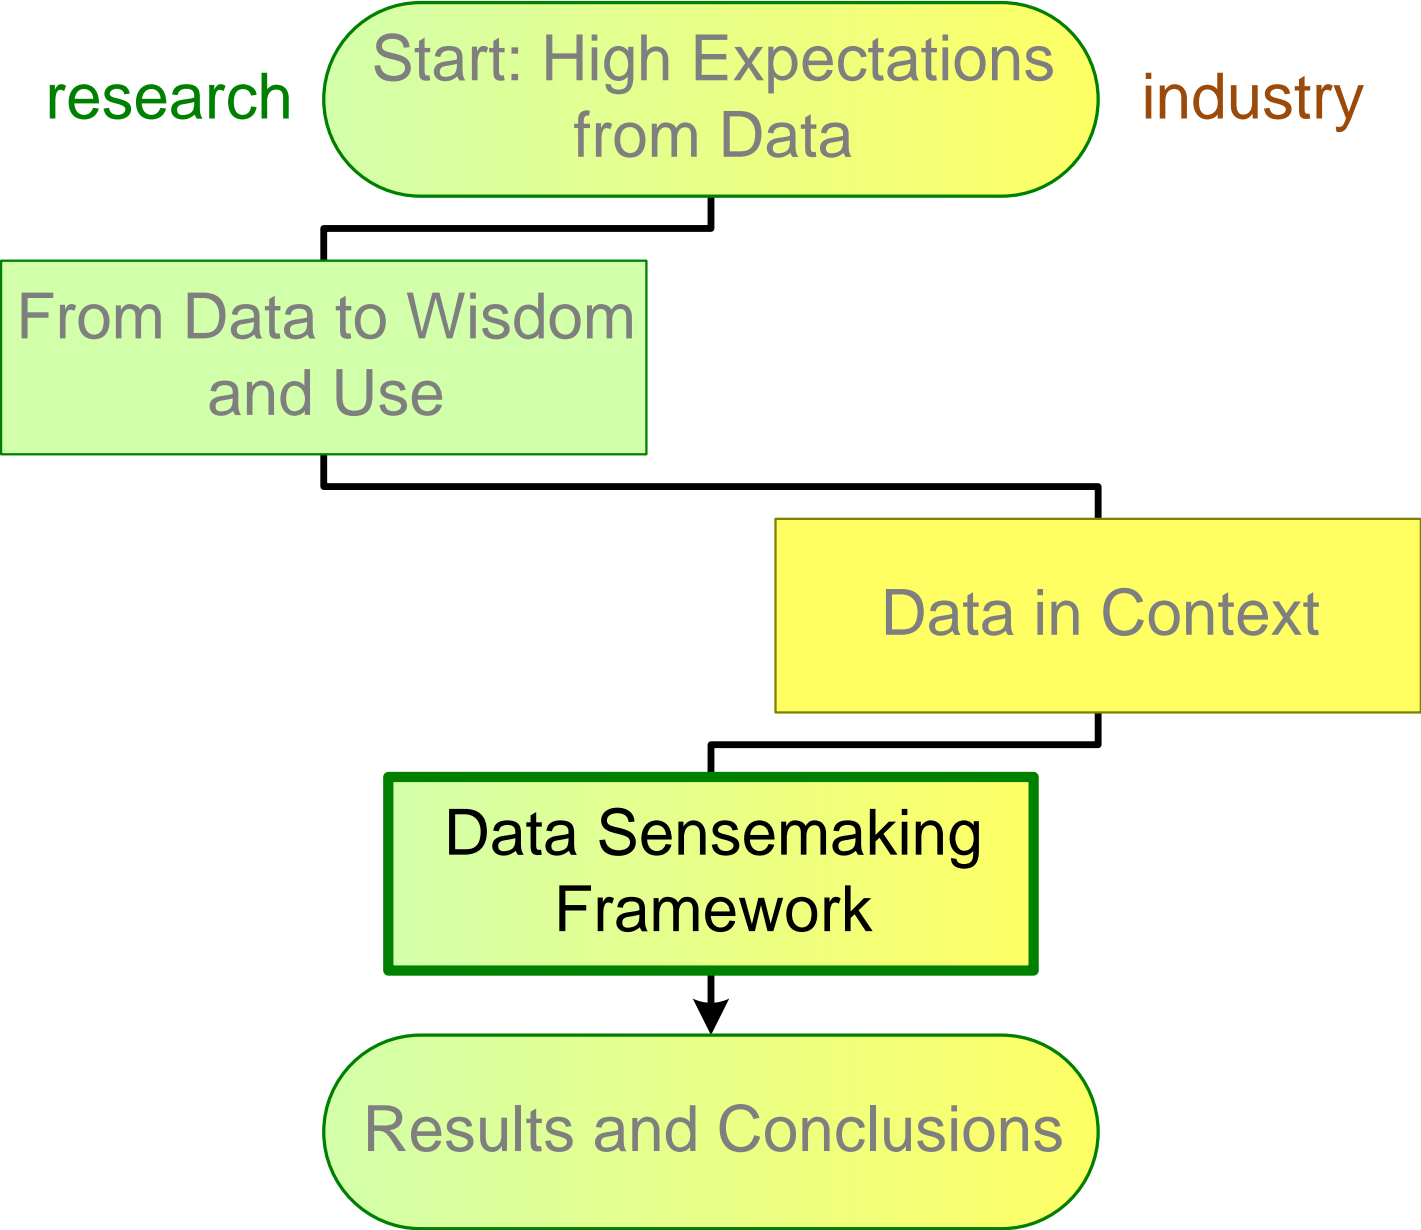 research
Start: High Expectations
from Data
industry
From Data to Wisdom
and Use
Data in Context
Data Sensemaking
Framework
Results and Conclusions